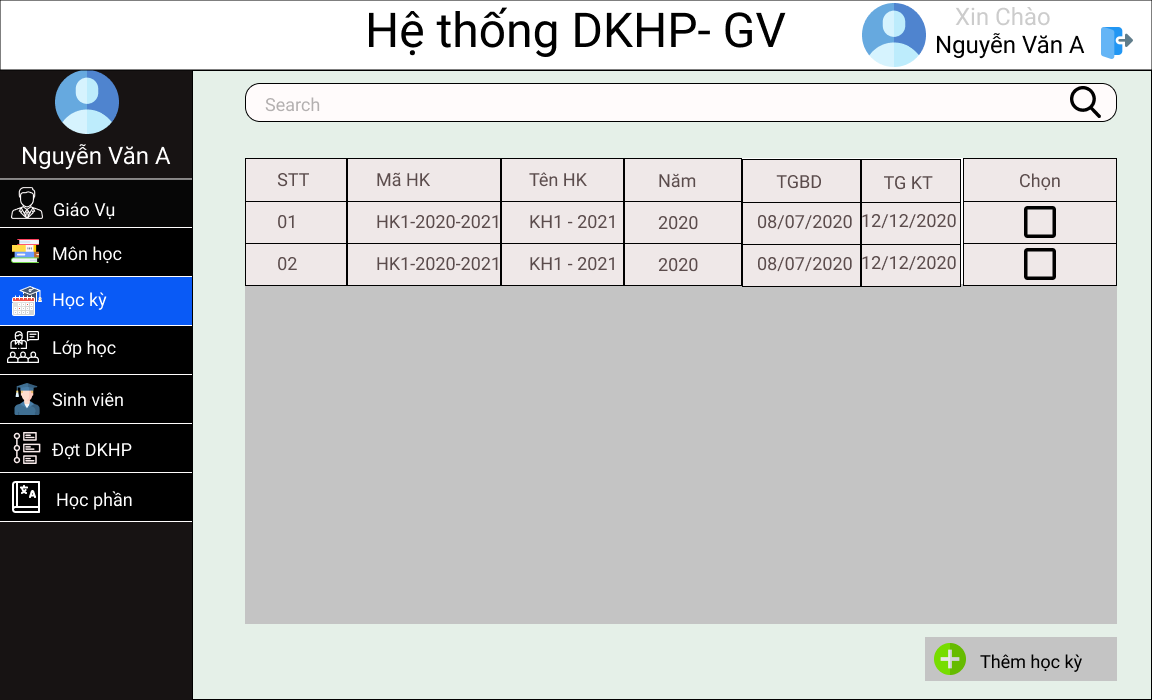 Hệ thống DKHP- GV
Xin Chào
Nguyễn Văn A
Nguyễn Văn A
Giáo Vụ
Môn học
Học kỳ
Lớp học
Sinh viên
Đợt DKHP
Học phần
Search
STT Mã HK Tên HK Năm TGBD TG KT Chọn
01 HK1-2020-2021 KH1 - 2021 2020 08/07/2020 12/12/2020
02 HK1-2020-2021 KH1 - 2021 2020 08/07/2020 12/12/2020
Thêm học kỳ